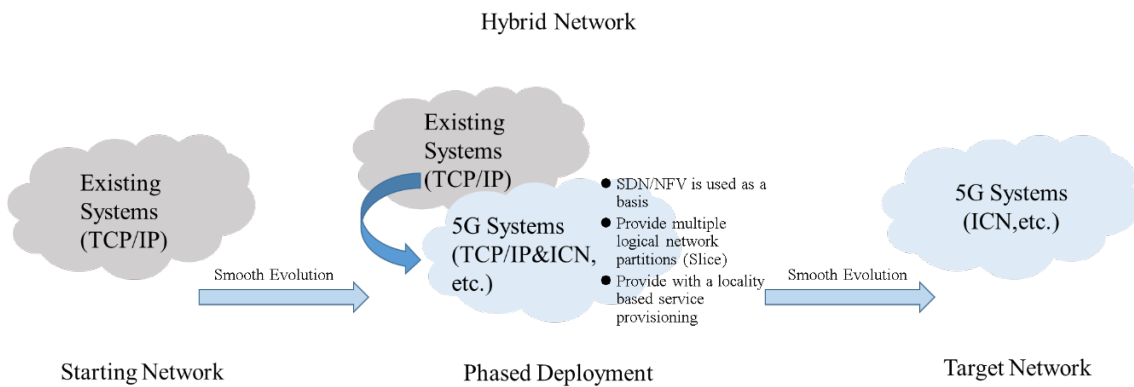 Hybrid Network
Existing
Systems
(TCP/IP)
Smooth Evolution
Starting Network
Existing
Systems
(TCP/IP)
5G Systems
(TCP/IP&ICN,
etc.)
● SDN/NFV is used as a
basis
● Provide multiple
logical network
partitions (Slice)
● Provide with a locality
based service
provisioning
Phased Deployment
Smooth Evolution
5G Systems
(ICN,etc.)
Target Network